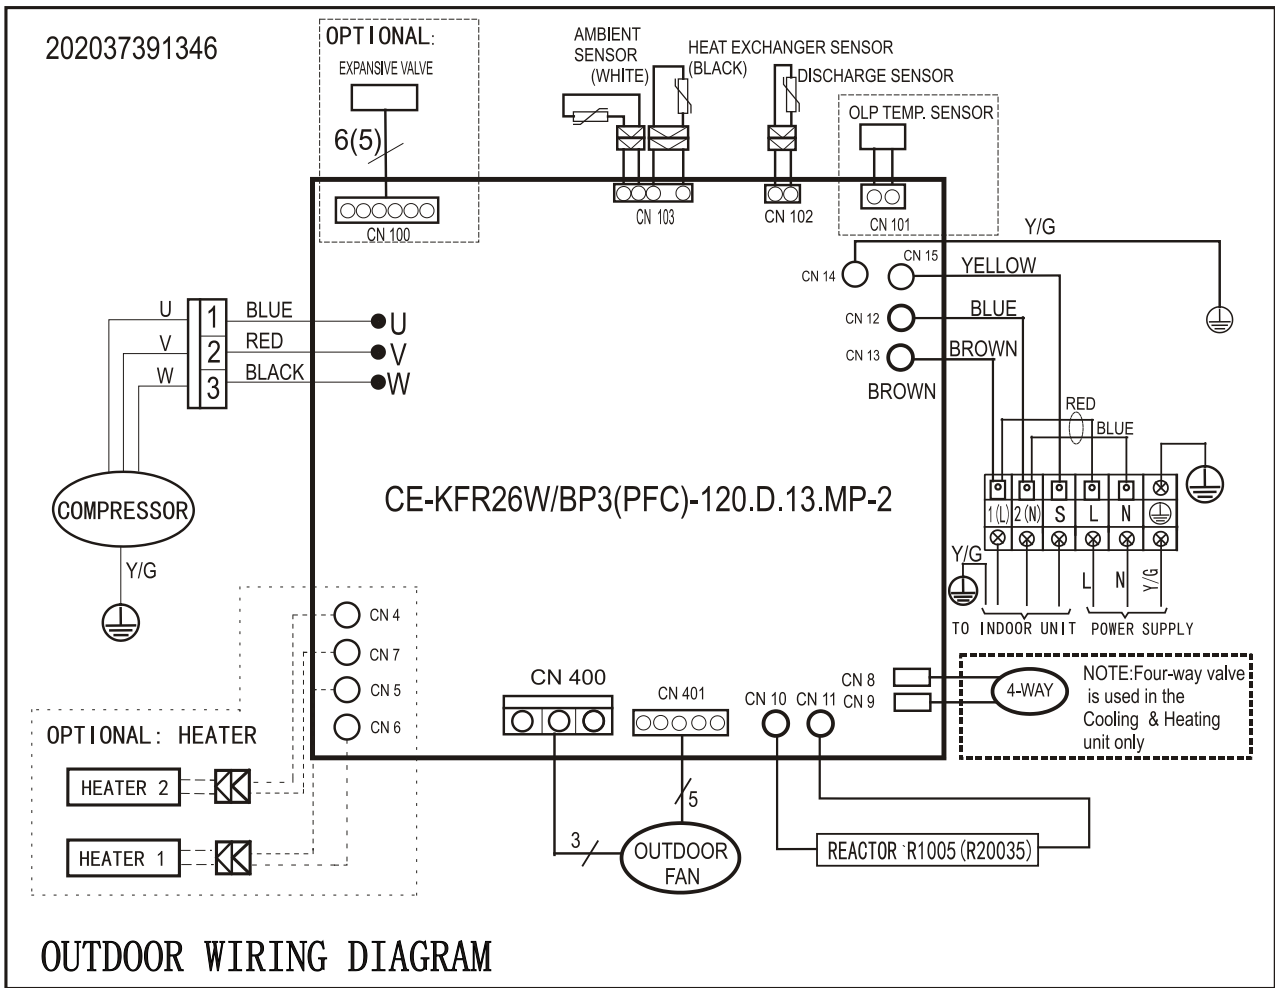 202037391346
OPTIONAL:
EXPANSIVE VALVE
6(5)
CN 100
AMBIENT
SENSOR
(WHITE)
HEAT EXCHANGER SENSOR
(BLACK)
DISCHARGE SENSOR
OLP TEMP. SENSOR
CN 103
CN 102
CN 101
Y/G
CN 14
CN 15
YELLOW
CN 12
BLUE
CN 13
BROWN
BROWN
RED
BLUE
U
V
W
1
2
3
BLUE
RED
BLACK
U
V
W
COMPRESSOR
Y/G
CE-KFR26W/BP3(PFC)-120.D.13.MP-2
1(L) 2(N) S L N
Y/G
L N Y/G
TO INDOOR UNIT POWER SUPPLY
CN 4
CN 7
CN 5
CN 6
OPTIONAL: HEATER
HEATER 2
HEATER 1
CN 400
CN 401
CN 10
CN 11
CN 8
CN 9
4-WAY
NOTE:Four-way valve
is used in the
Cooling & Heating
unit only
5
3
OUTDOOR
FAN
REACTOR R1005(R20035)
OUTDOOR WIRING DIAGRAM